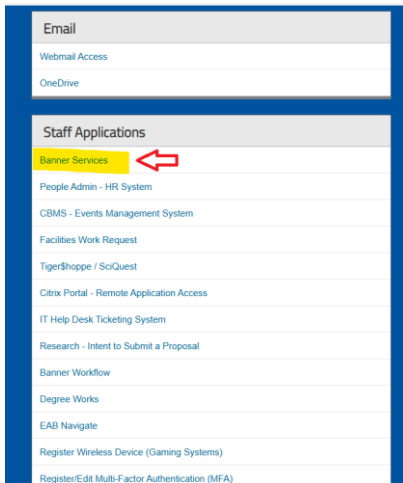 Email
Webmail Access
OneDrive
Staff Applications
Banner Services
People Admin - HR System
CBMS - Events Management System
Facilities Work Request
Tiger$hoppe / SciQuest
Citrix Portal - Remote Application Access
IT Help Desk Ticketing System
Research - Intent to Submit a Proposal
Banner Workflow
Degree Works
EAB Navigate
Register Wireless Device (Gaming Systems)
Register/Edit Multi-Factor Authentication (MFA)